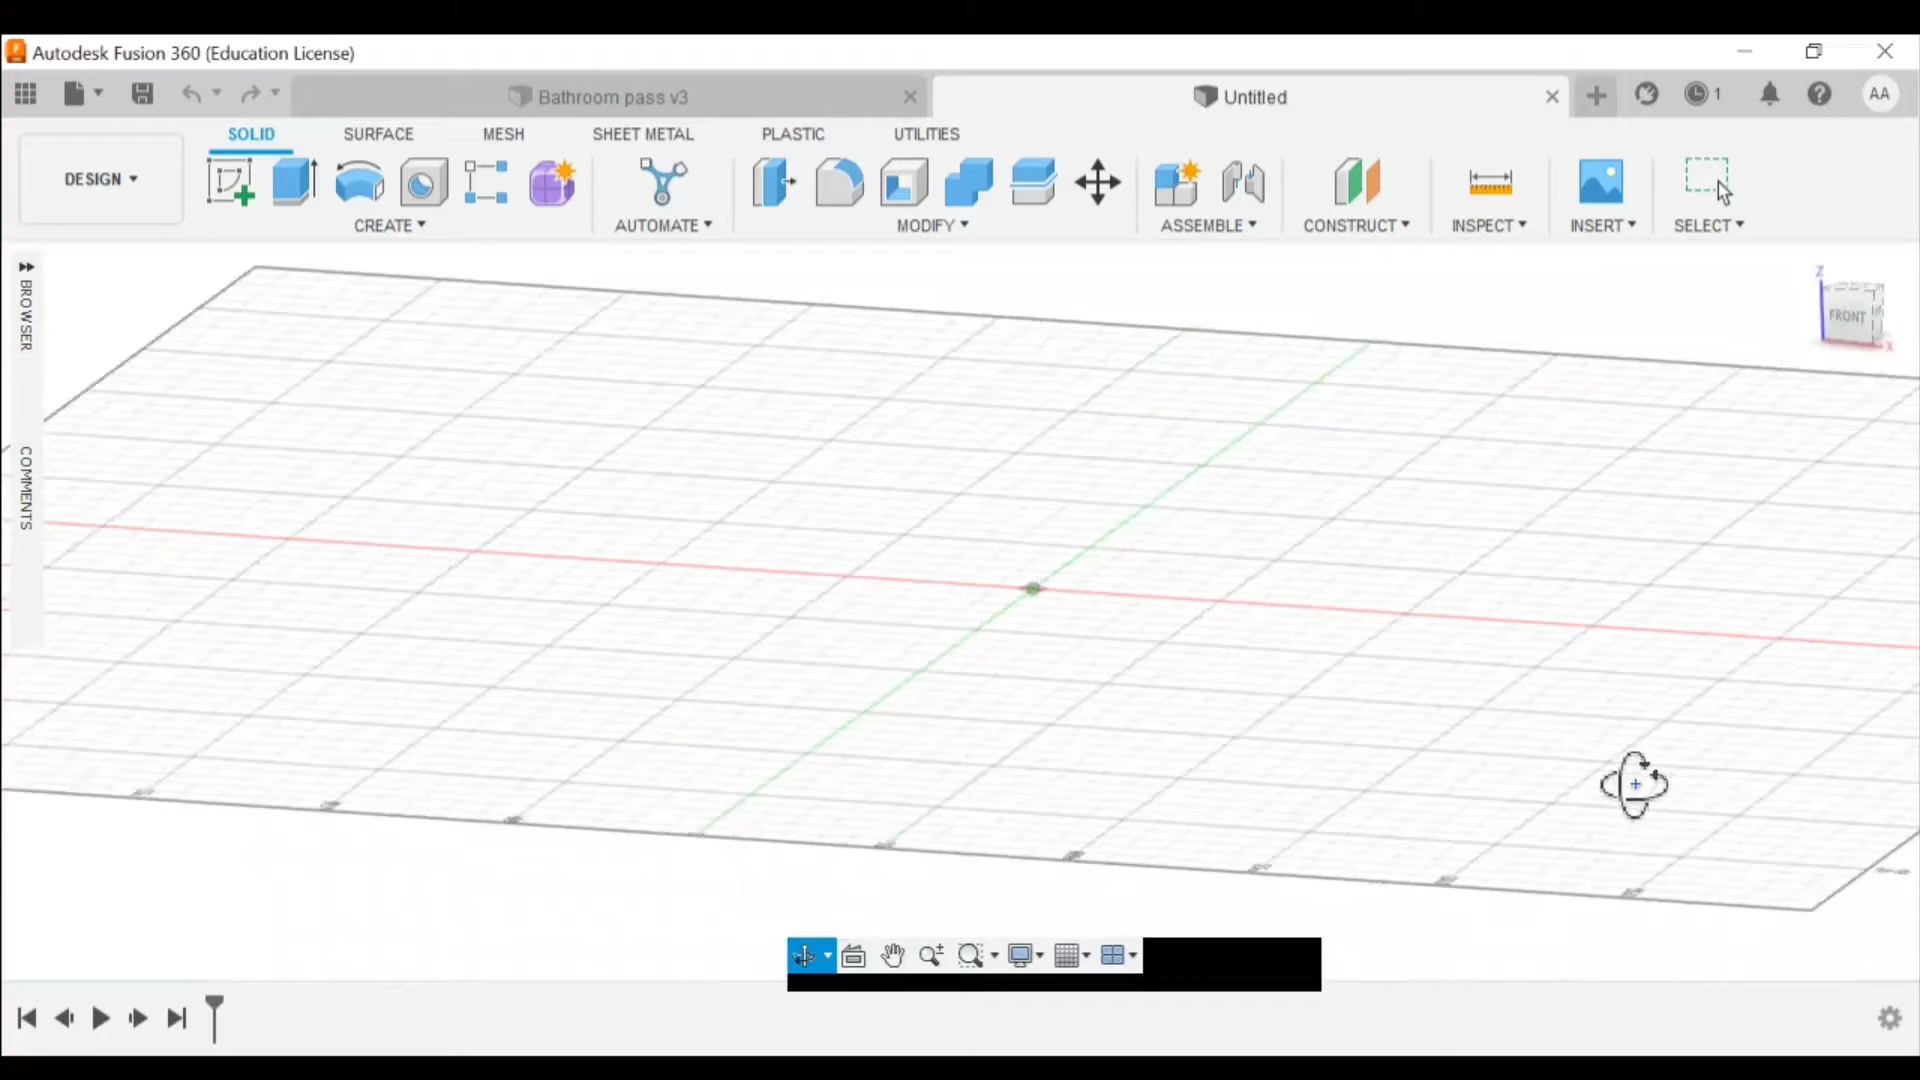 Autodesk Fusion 360 (Education License)
Bathroom pass v3
Untitled
1
AA
DESIGN
SOLID
SURFACE
MESH
SHEET METAL
PLASTIC
UTILITIES
CREATE
AUTOMATE
MODIFY
ASSEMBLE
CONSTRUCT
INSPECT
INSERT
SELECT
BROWSER
COMMENTS
Z
FRONT
X